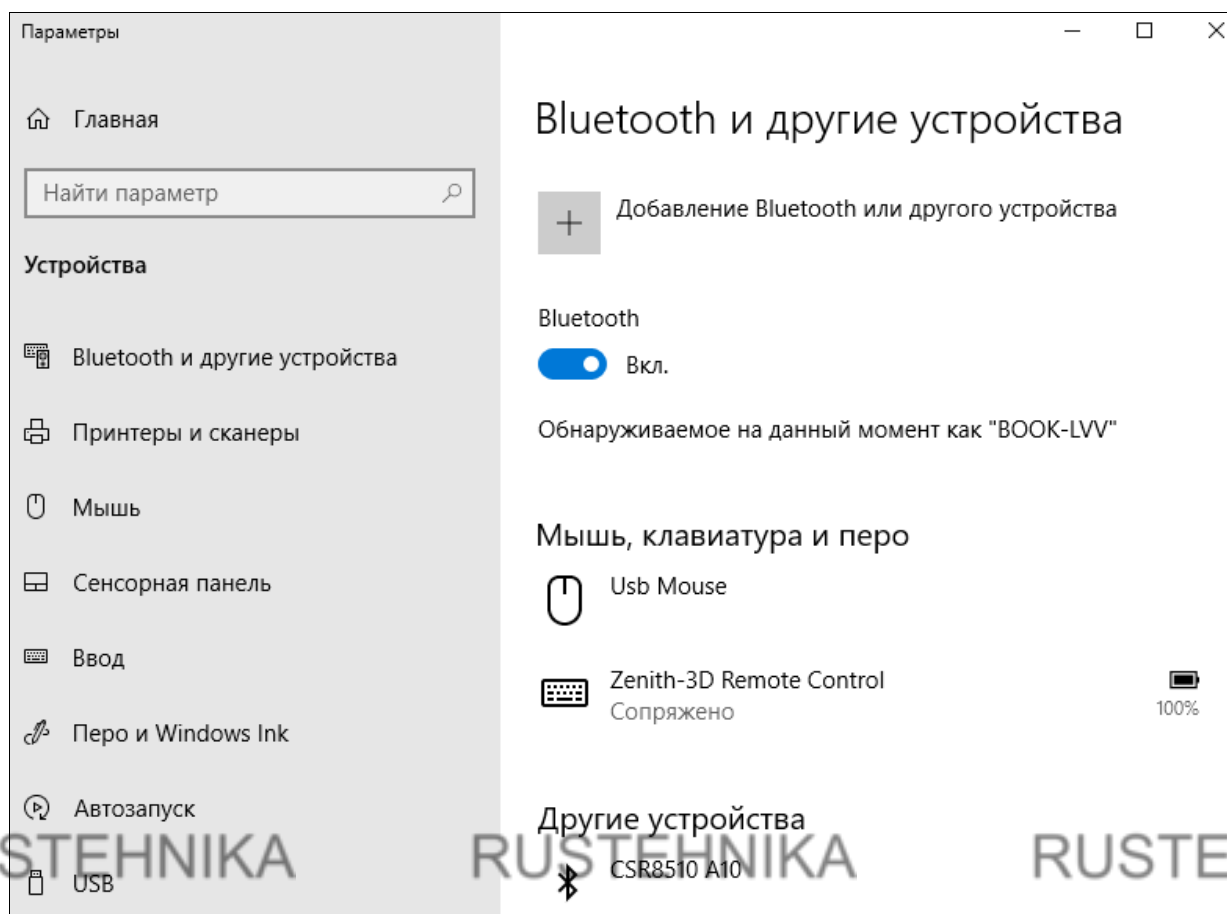 Параметры
Главная
Найти параметр
Устройства
Bluetooth и другие устройства
Принтеры и сканеры
Мышь
Сенсорная панель
Ввод
Перо и Windows Ink
Автозапуск
USB
Bluetooth и другие устройства
Добавление Bluetooth или другого устройства
Bluetooth
Вкл.
Обнаруживаемое на данный момент как "BOOK-LVV"
Мышь, клавиатура и перо
Usb Mouse
Zenith-3D Remote Control
Сопряжено
100%
Другие устройства
CSR8510 A10
STEHNIKA RUSTEHNIKA RUSTE